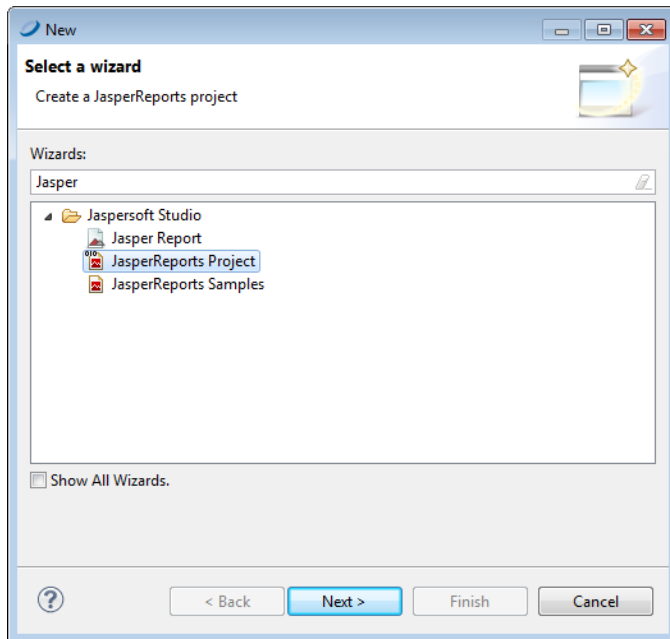 New
Select a wizard
Create a JasperReports project
Wizards:
Jasper
Jaspersoft Studio
Jasper Report
JasperReports Project
JasperReports Samples
Show All Wizards.
? < Back Next > Finish Cancel